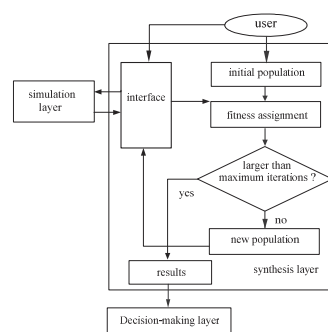 user
initial population
simulation
layer
interface
fitness assignment
larger than
maximum iterations ?
yes
no
new population
results
synthesis layer
Decision-making layer